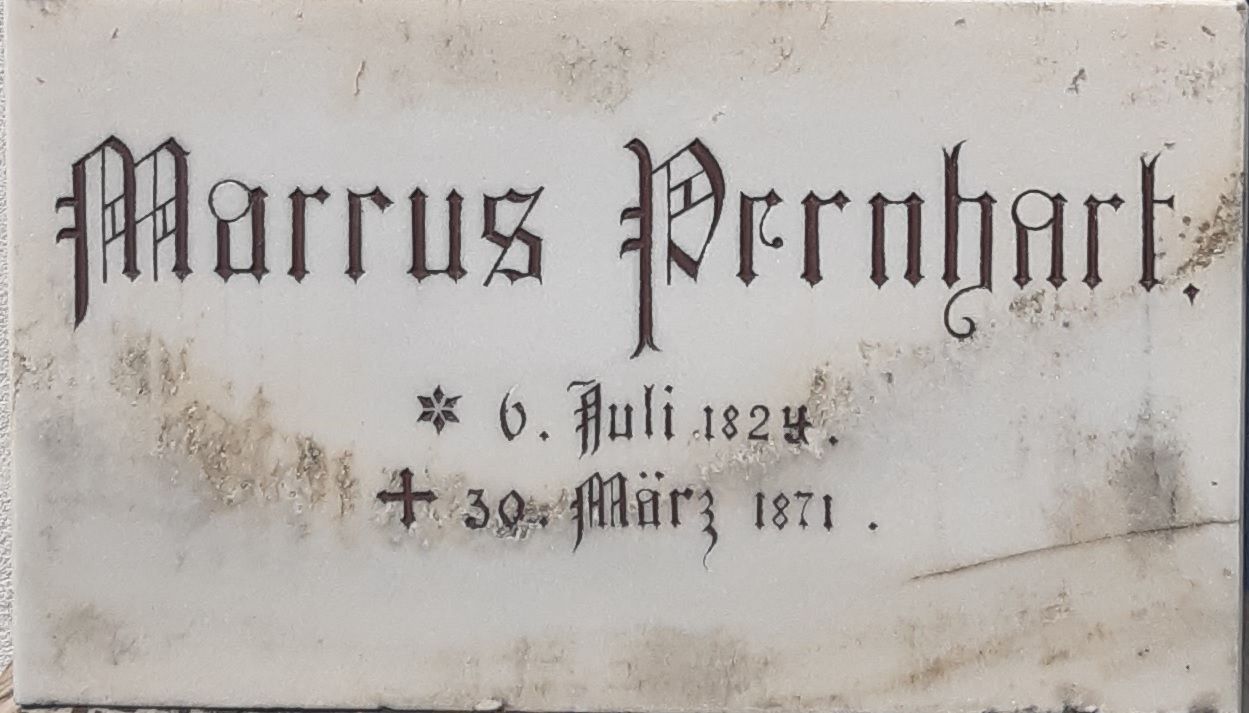 Marcus Pernhart.
* 6. Juli 1824.
✝ 30. März 1871.